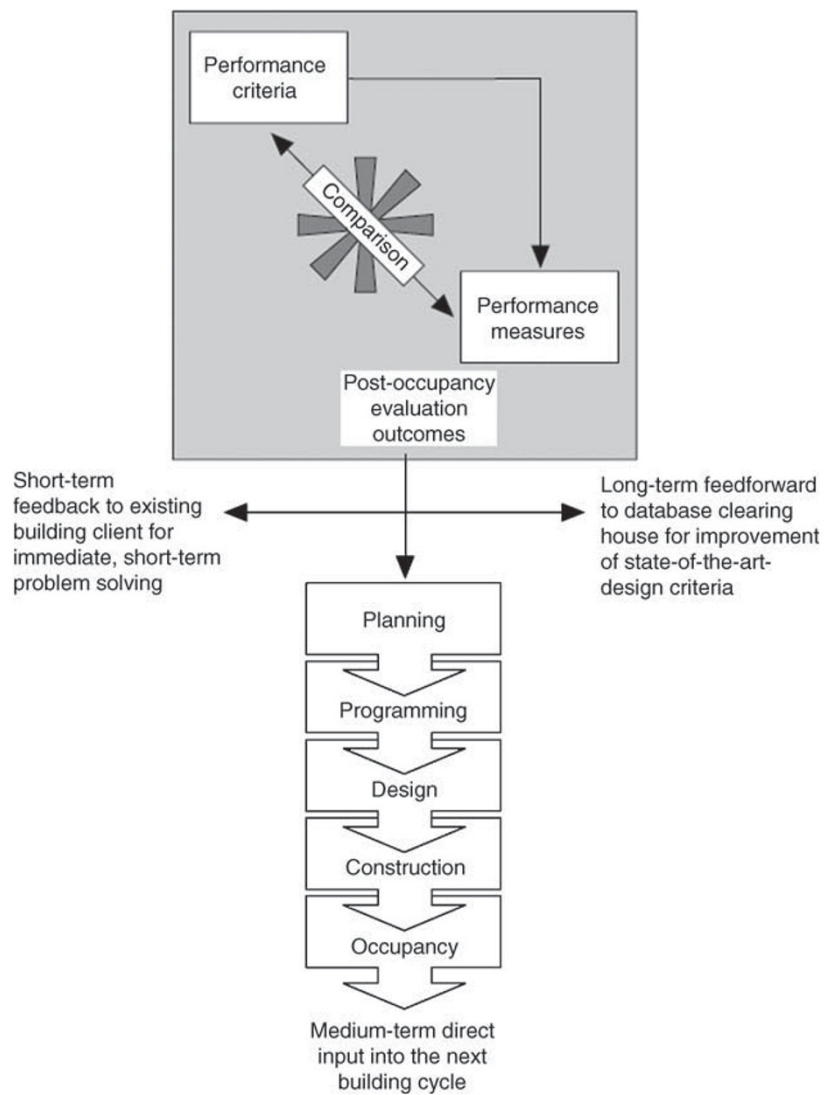 Performance
criteria
Comparison
Performance
measures
Post-occupancy
evaluation
outcomes
Short-term
feedback to existing
building client for
immediate, short-term
problem solving
Long-term feedforward
to database clearing
house for improvement
of state-of-the-art-
design criteria
Planning
Programming
Design
Construction
Occupancy
Medium-term direct
input into the next
building cycle